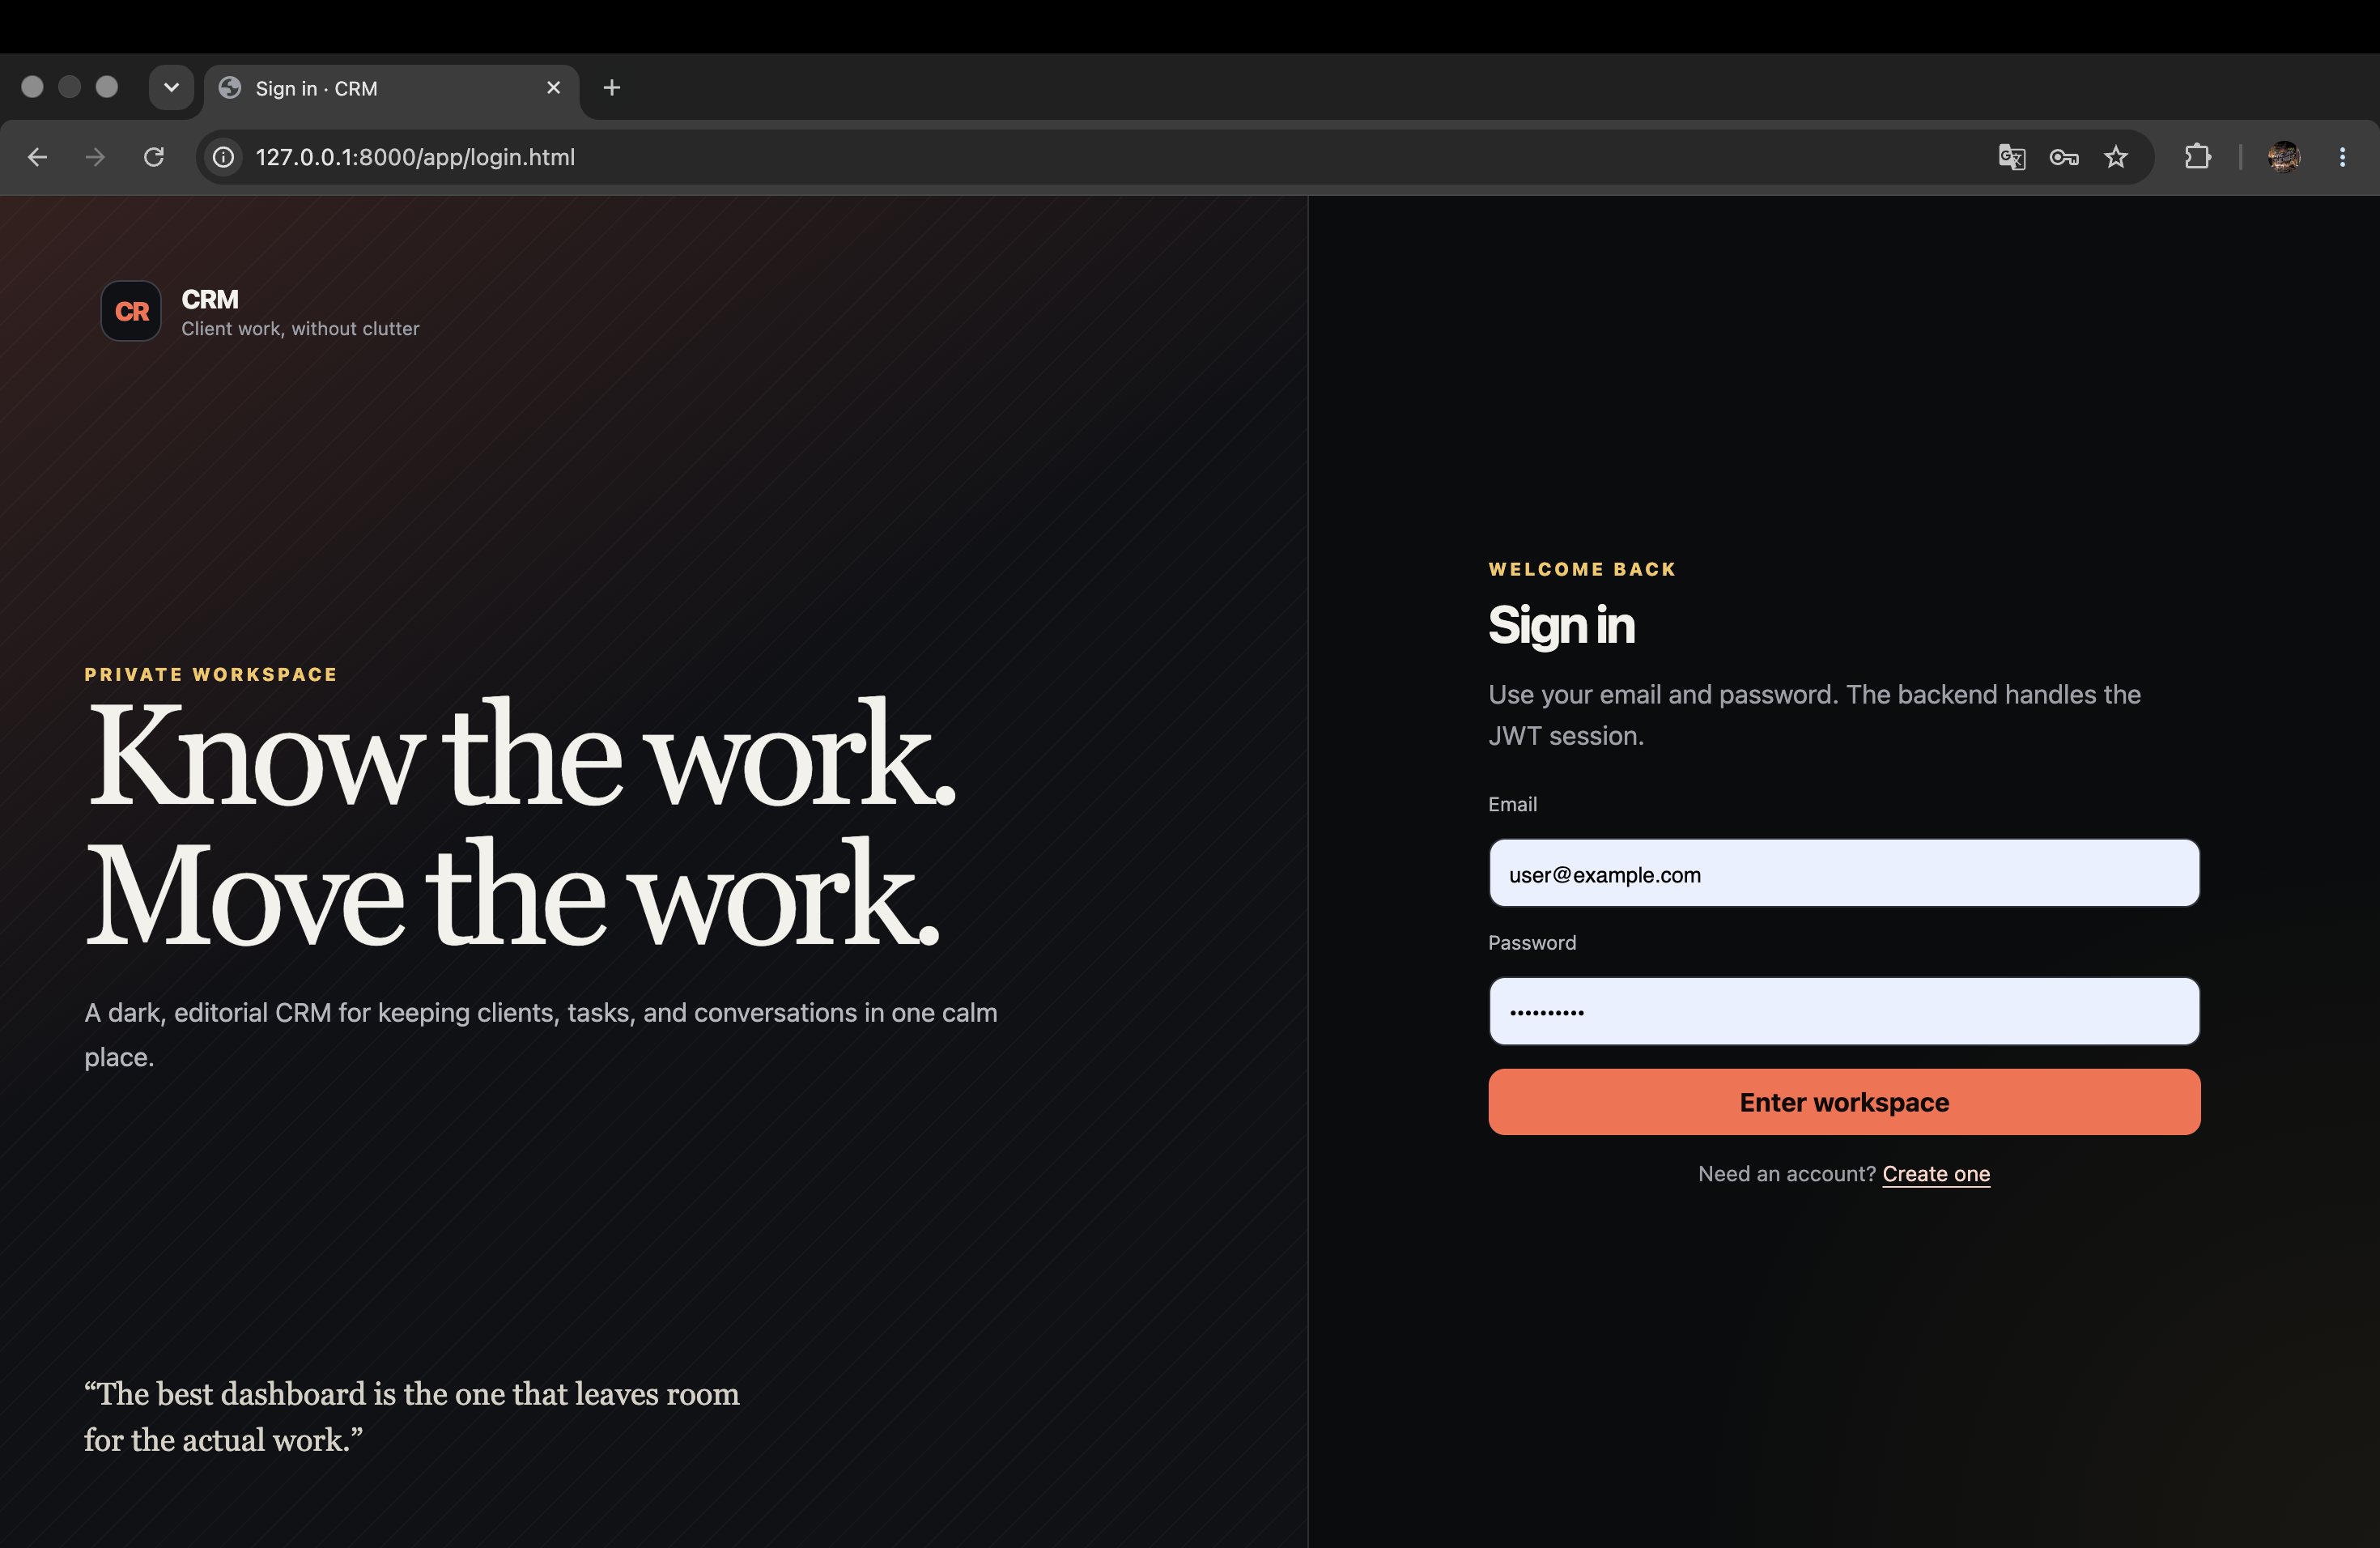 Sign in · CRM
127.0.0.1:8000/app/login.html
CR
CRM
Client work, without clutter
PRIVATE WORKSPACE
Know the work.
Move the work.
A dark, editorial CRM for keeping clients, tasks, and conversations in one calm
place.
“The best dashboard is the one that leaves room
for the actual work.”
WELCOME BACK
Sign in
Use your email and password. The backend handles the
JWT session.
Email
user@example.com
Password
••••••••••
Enter workspace
Need an account? Create one